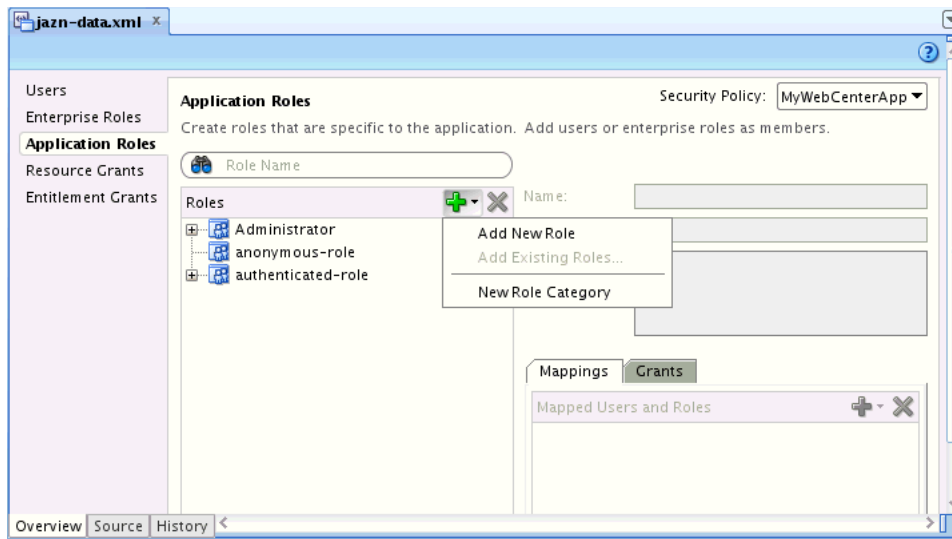 jazn-data.xml x
?
Users
Enterprise Roles
Application Roles
Resource Grants
Entitlement Grants
Application Roles
Security Policy: MyWebCenterApp
Create roles that are specific to the application. Add users or enterprise roles as members.
Role Name
Roles
Administrator
anonymous-role
authenticated-role
Add New Role
Add Existing Roles...
New Role Category
Name:
Mappings Grants
Mapped Users and Roles
Overview Source History